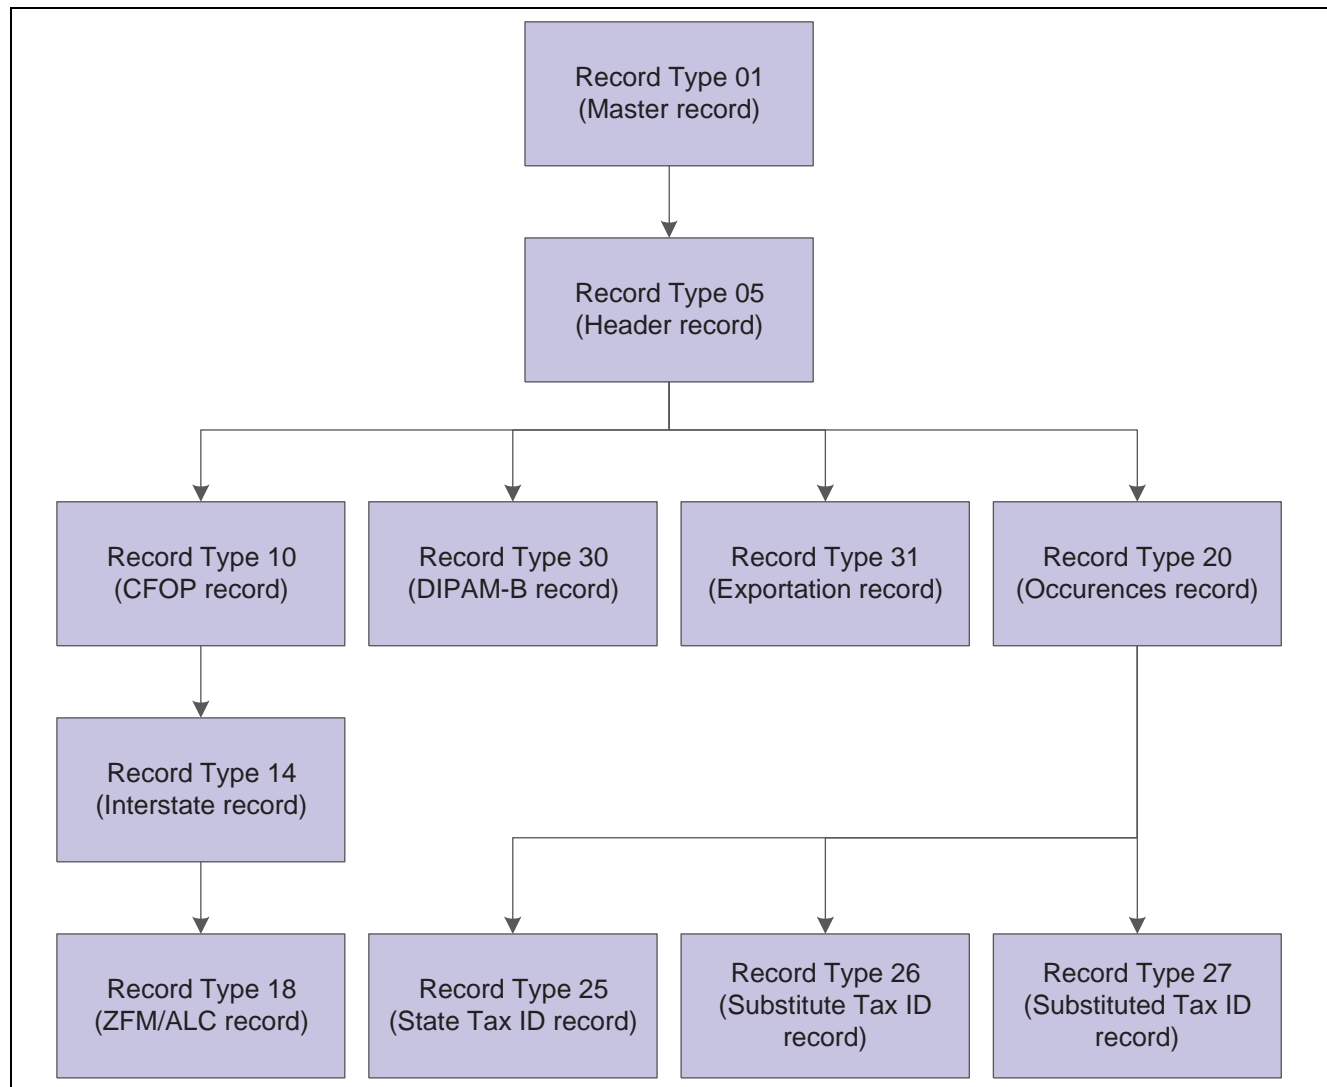 Record Type 01
(Master record)
Record Type 05
(Header record)
Record Type 10
(CFOP record)
Record Type 30
(DIPAM-B record)
Record Type 31
(Exportation record)
Record Type 20
(Occurences record)
Record Type 14
(Interstate record)
Record Type 18
(ZFM/ALC record)
Record Type 25
(State Tax ID record)
Record Type 26
(Substitute Tax ID
record)
Record Type 27
(Substituted Tax ID
record)